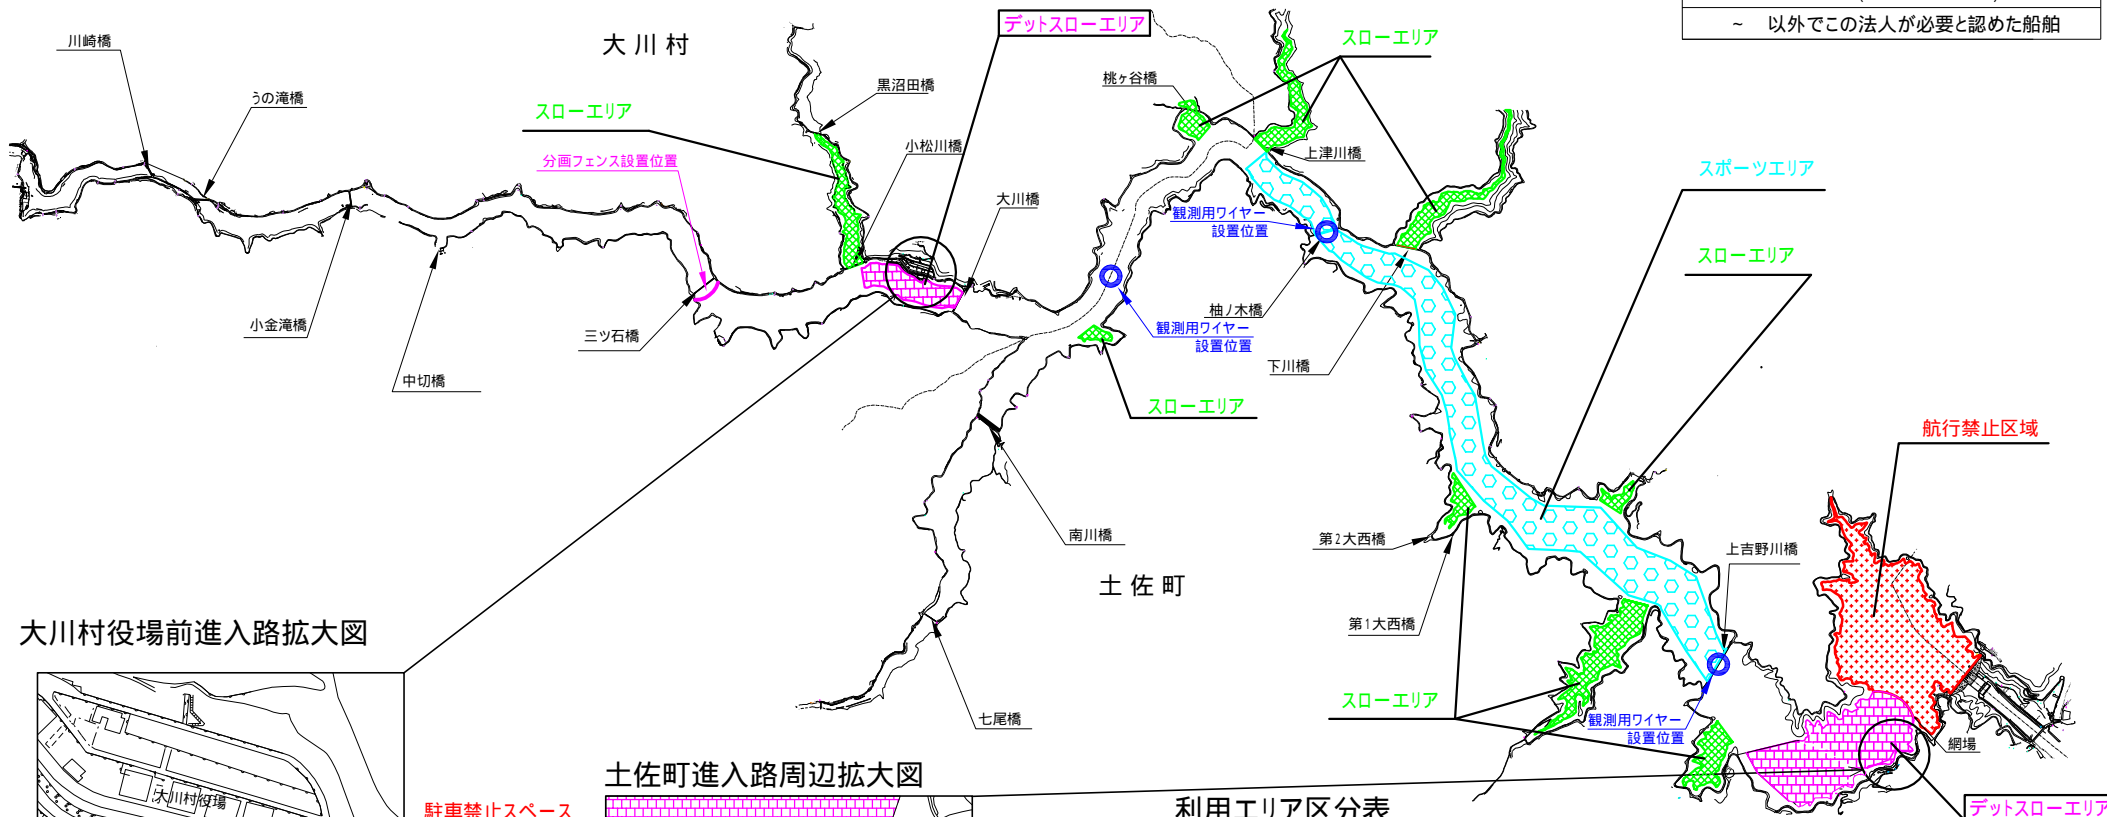 ～　以外でこの法人が必要と認めた船舶
デットスローエリア
大川村
スローエリア
川崎橋
黒沼田橋
桃ヶ谷橋
うの滝橋
スローエリア
小松川橋
上津川橋
分画フェンス設置位置
スポーツエリア
大川橋
観測用ワイヤー
設置位置
スローエリア
柚ノ木橋
小金滝橋
三ツ石橋
観測用ワイヤー
設置位置
下川橋
中切橋
スローエリア
航行禁止区域
南川橋
第2大西橋
上吉野川橋
土佐町
第1大西橋
大川村役場前進入路拡大図
スローエリア
七尾橋
観測用ワイヤー
設置位置
網場
土佐町進入路周辺拡大図
大川村役場
駐車禁止スペース
利用エリア区分表
デットスローエリア